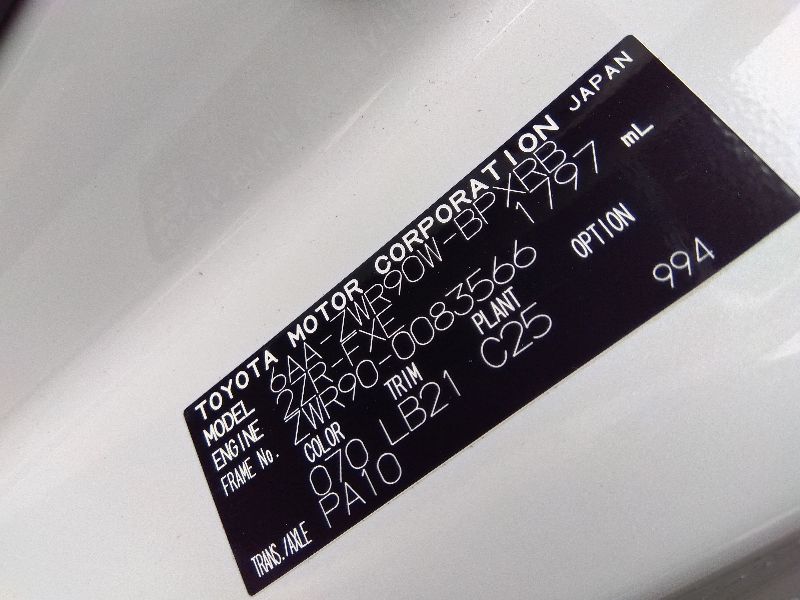 TOYOTA MOTOR CORPORATION JAPAN
MODEL 6AA-ZWR90W-BPXRB
ENGINE 2ZR-FXE 1797 mL
FRAME No. ZWR90-0083566
COLOR TRIM PLANT OPTION
070 LB21 C25 994
TRANS./AXLE PA10